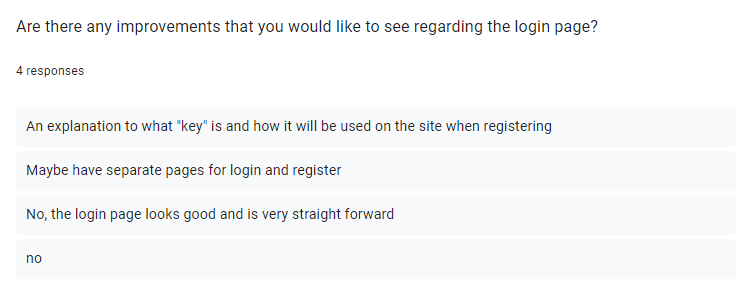 Are there any improvements that you would like to see regarding the login page?
4 responses
An explanation to what "key" is and how it will be used on the site when registering
Maybe have separate pages for login and register
No, the login page looks good and is very straight forward
no